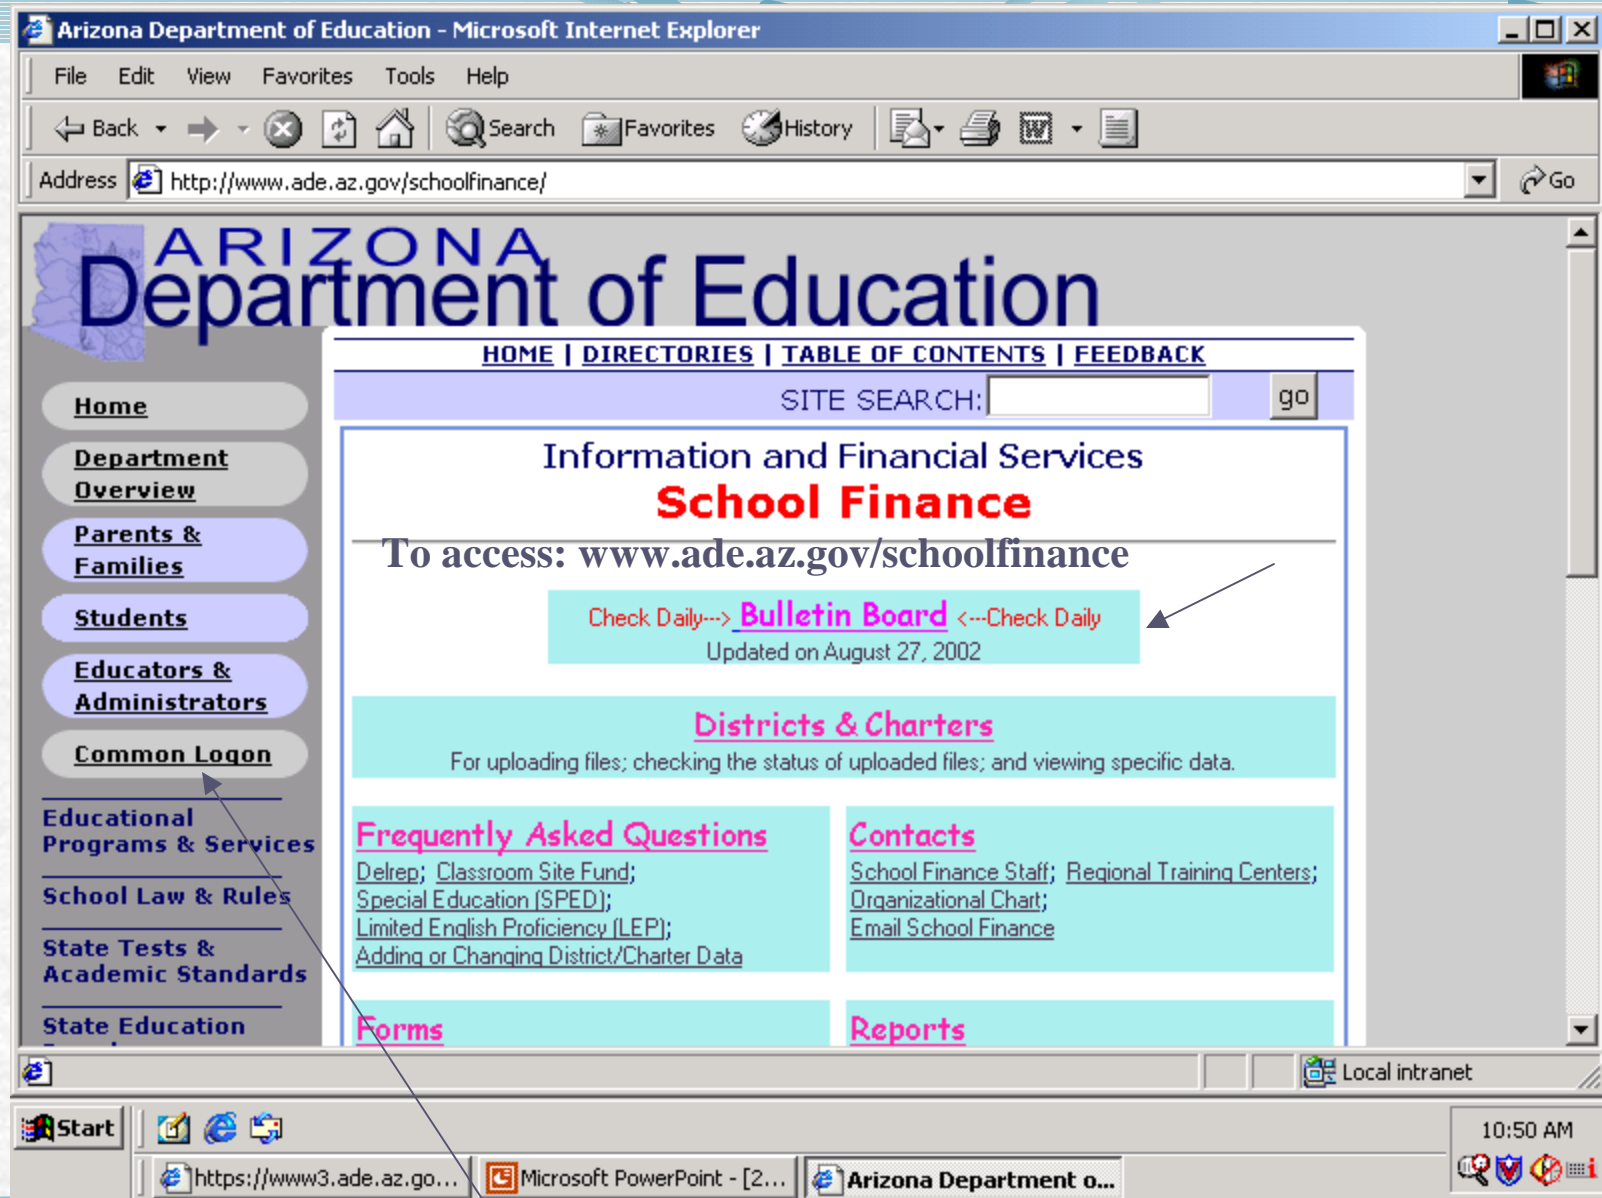 Arizona Department of Education - Microsoft Internet Explorer
File Edit View Favorites Tools Help
Back Search Favorites History
Address http://www.ade.az.gov/schoolfinance/ Go
ARIZONA
Department of Education
HOME | DIRECTORIES | TABLE OF CONTENTS | FEEDBACK
SITE SEARCH: go
Home
Department
Overview
Parents &
Families
Students
Educators &
Administrators
Common Logon
Educational
Programs & Services
School Law & Rules
State Tests &
Academic Standards
State Education
Information and Financial Services
School Finance
To access: www.ade.az.gov/schoolfinance
Check Daily---> Bulletin Board <---Check Daily
Updated on August 27, 2002
Districts & Charters
For uploading files; checking the status of uploaded files; and viewing specific data.
Frequently Asked Questions
Delrep; Classroom Site Fund;
Special Education (SPED);
Limited English Proficiency (LEP);
Adding or Changing District/Charter Data
Contacts
School Finance Staff; Regional Training Centers;
Organizational Chart;
Email School Finance
Forms
Reports
Local intranet
Start
10:50 AM
https://www3.ade.az.go... Microsoft PowerPoint - [2... Arizona Department o...